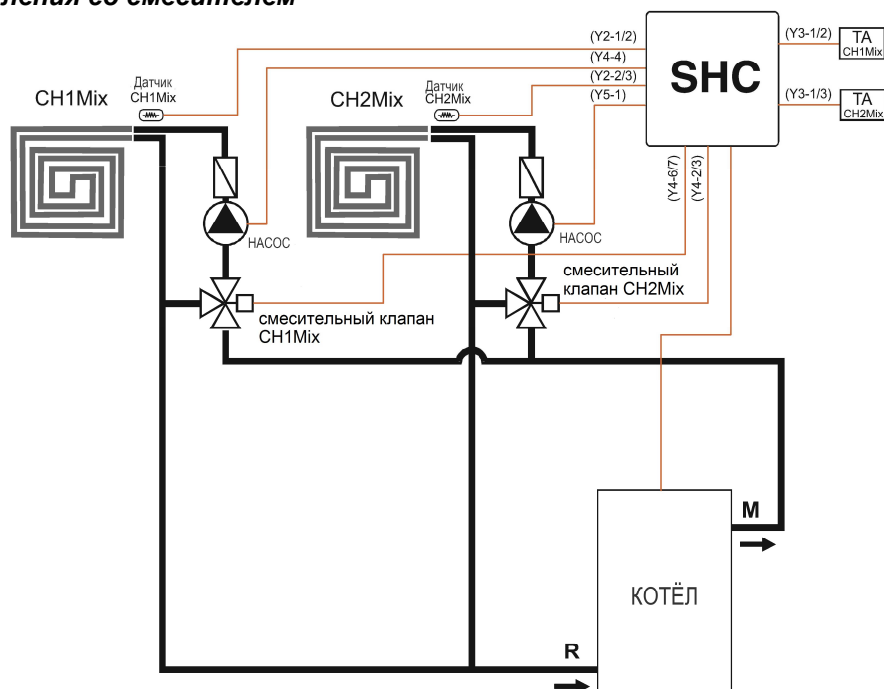 ления со смесителем
(Y2-1/2)
(Y4-4)
(Y2-2/3)
(Y5-1)
SHC
(Y3-1/2)
TA
CH1Mix
(Y3-1/3)
TA
CH2Mix
(Y4-6/7)
(Y4-2/3)
CH1Mix
Датчик
CH1Mix
CH2Mix
Датчик
CH2Mix
НАСОС
НАСОС
смесительный клапан
CH1Mix
смесительный
клапан CH2Mix
M
КОТЁЛ
R